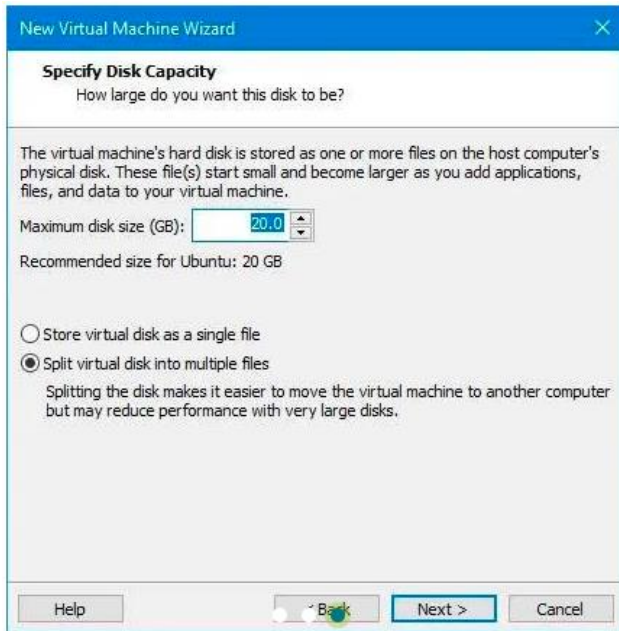 New Virtual Machine Wizard
Specify Disk Capacity
How large do you want this disk to be?
The virtual machine's hard disk is stored as one or more files on the host computer's
physical disk. These file(s) start small and become larger as you add applications,
files, and data to your virtual machine.
Maximum disk size (GB): 20.0
Recommended size for Ubuntu: 20 GB
Store virtual disk as a single file
Split virtual disk into multiple files
Splitting the disk makes it easier to move the virtual machine to another computer
but may reduce performance with very large disks.
Help < Back Next > Cancel